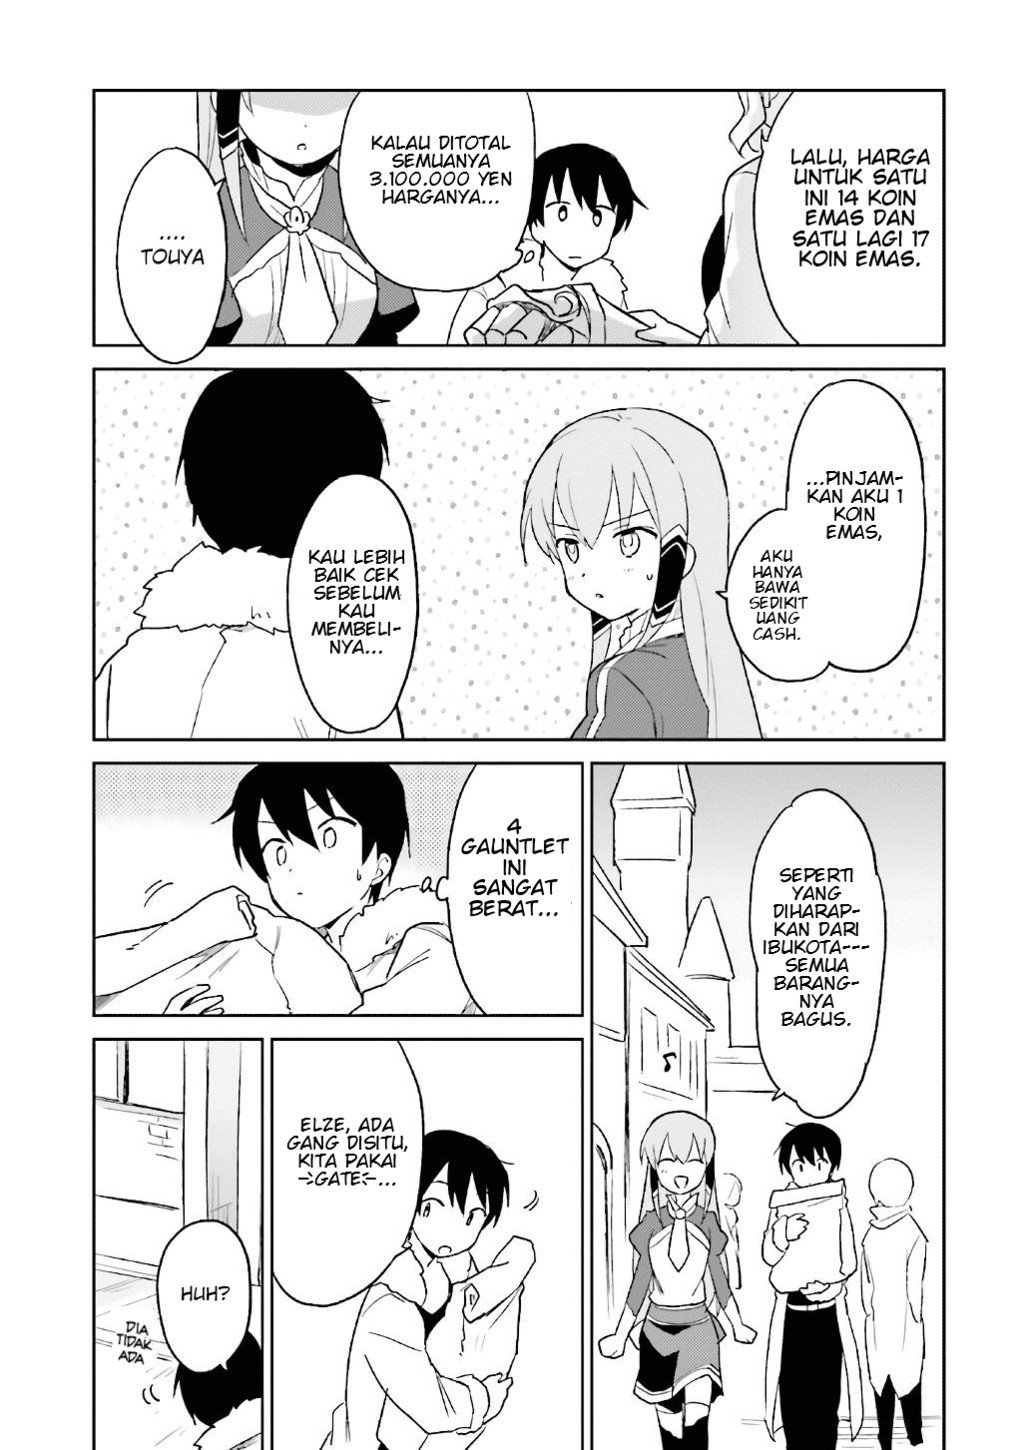 LALU, HARGA
UNTUK SATU
INI 14 KOIN
EMAS DAN
SATU LAGI 17
KOIN EMAS.
KALAU DITOTAL
SEMUANYA
3.100.000 YEN
HARGANYA...
....
TOUYA
...PINJAM-
KAN AKU 1
KOIN
EMAS,
AKU
HANYA
BAWA
SEDIKIT
UANG
CASH.
KAU LEBIH
BAIK CEK
SEBELUM
KAU
MEMBELI-
NYA...
SEPERTI
YANG
DIHARAP-
KAN DARI
IBUKOTA---
SEMUA
BARANG-
NYA
BAGUS.
4
GAUNTLET
INI
SANGAT
BERAT...
ELZE, ADA
GANG DISITU,
KITA PAKAI
->GATE<-...
HUH?
DIA
TIDAK
ADA